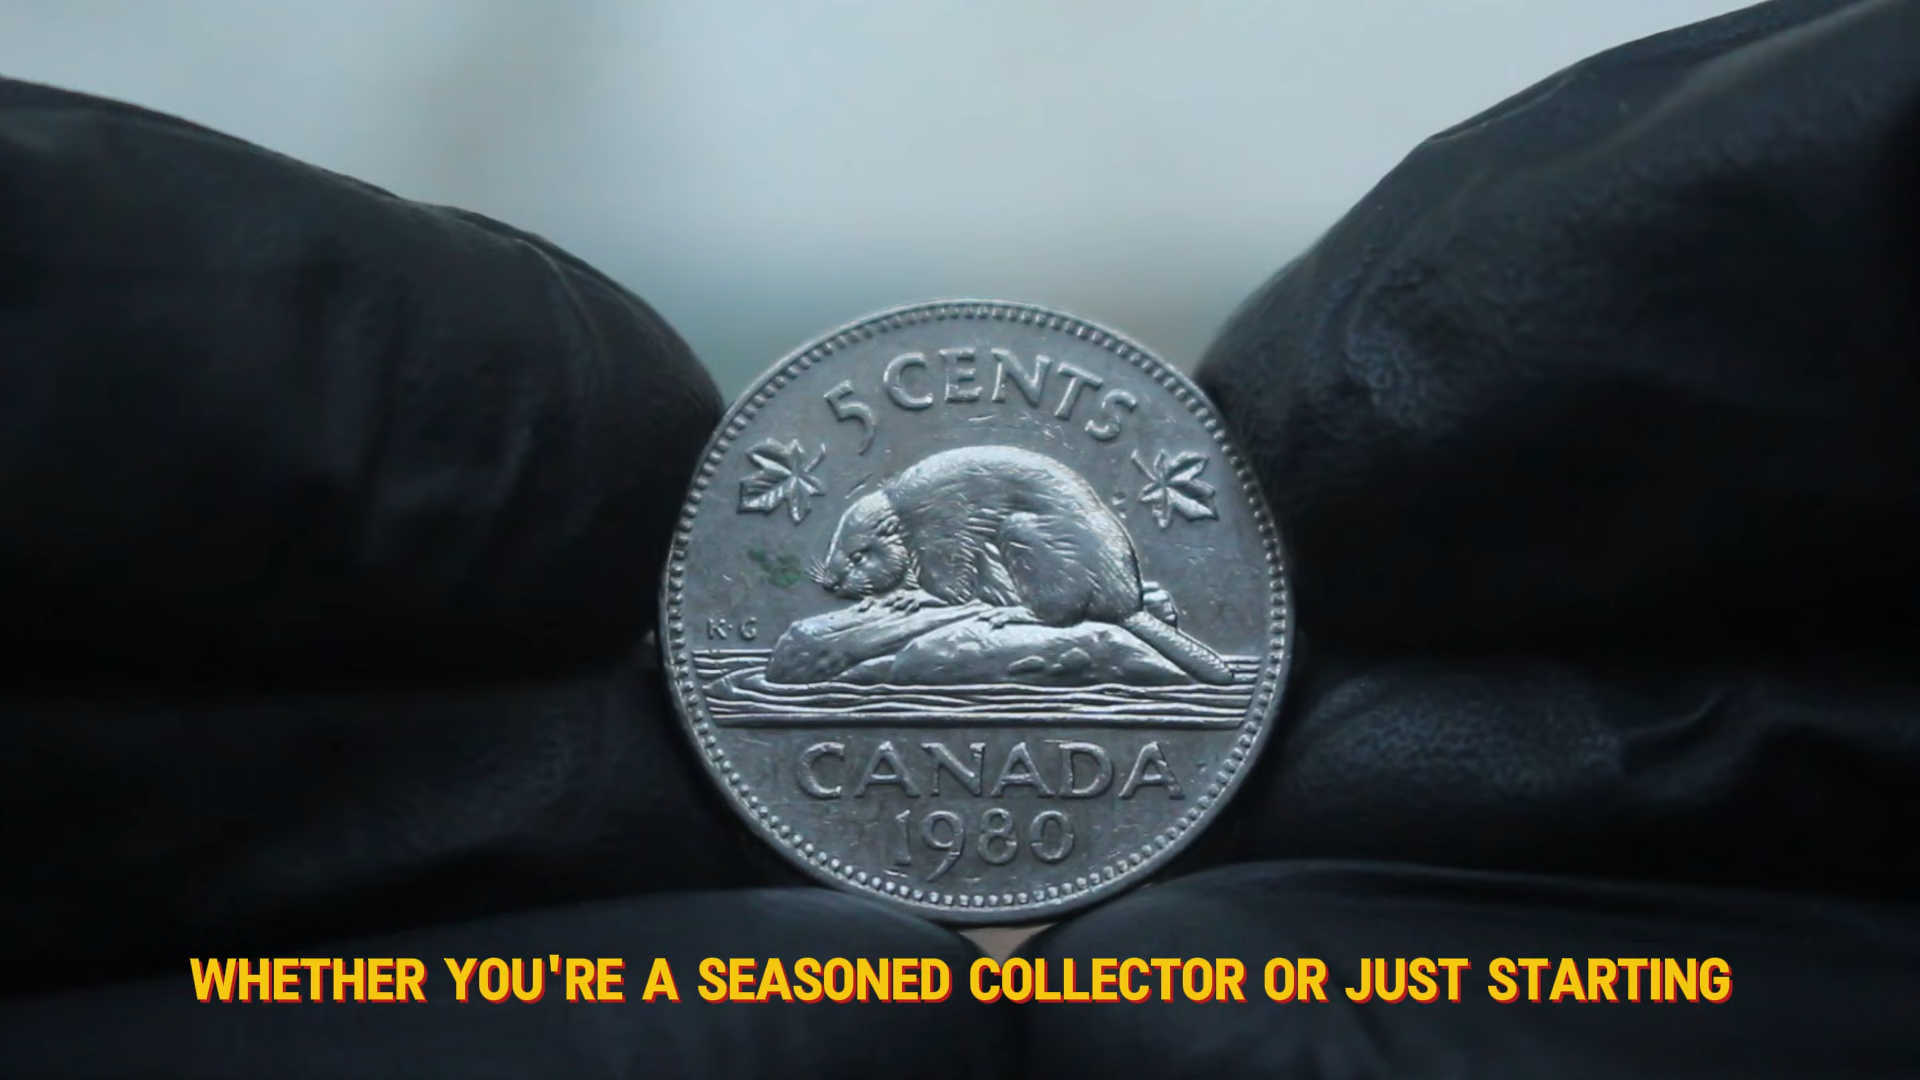 5 CENTS
K·G
CANADA
1980
WHETHER YOU'RE A SEASONED COLLECTOR OR JUST STARTING